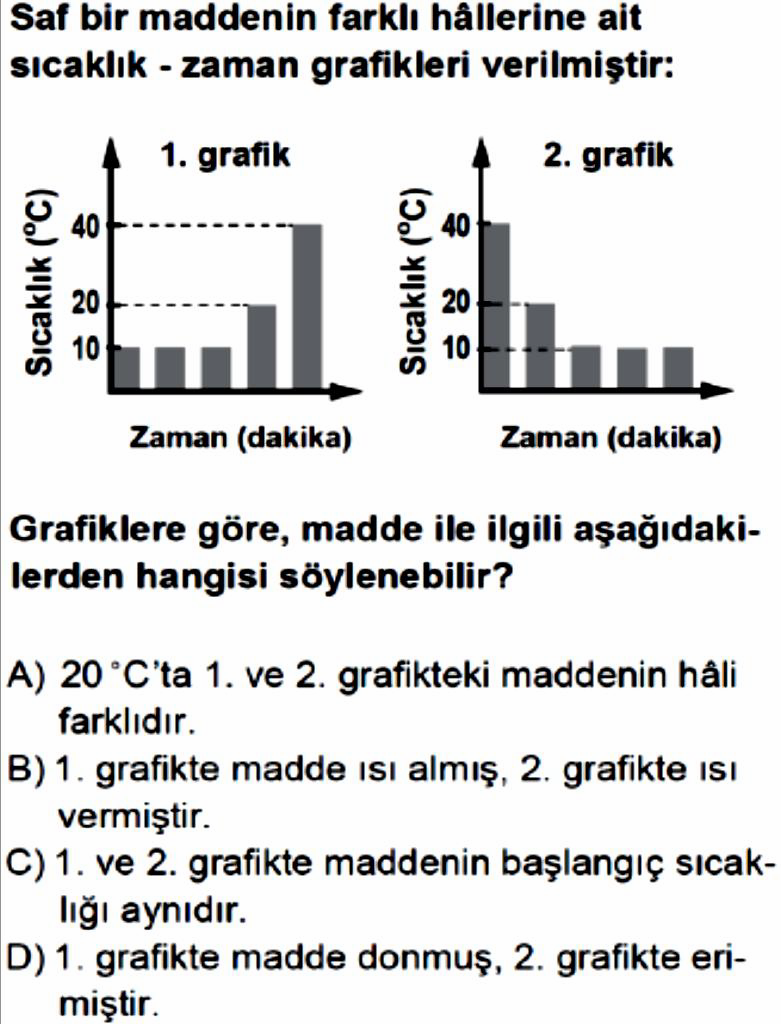 Saf bir maddenin farklı hâllerine ait
sıcaklık - zaman grafikleri verilmiştir:
1. grafik
Sıcaklık (ºC)
40
20
10
Zaman (dakika)
2. grafik
Sıcaklık (ºC)
40
20
10
Zaman (dakika)
Grafiklere göre, madde ile ilgili aşağıdaki-
lerden hangisi söylenebilir?
A) 20 °C'ta 1. ve 2. grafikteki maddenin hâli
farklıdır.
B) 1. grafikte madde ısı almış, 2. grafikte ısı
vermiştir.
C) 1. ve 2. grafikte maddenin başlangıç sıcak-
lığı aynıdır.
D) 1. grafikte madde donmuş, 2. grafikte eri-
miştir.